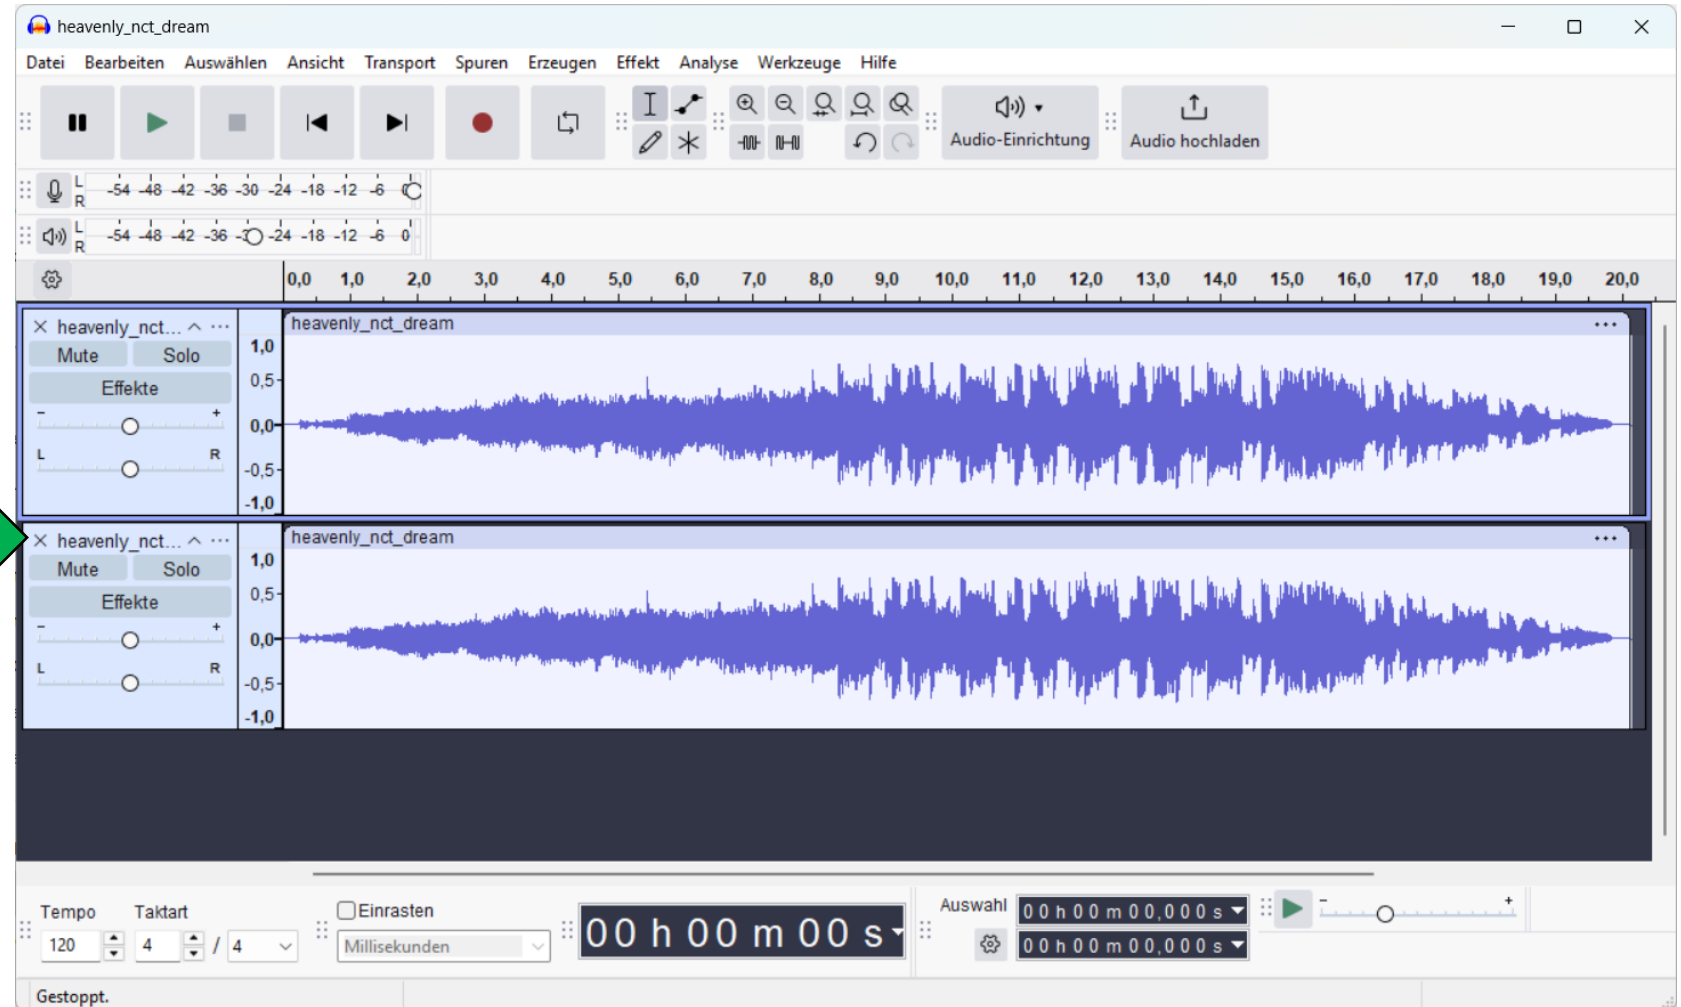 heavenly_nct_dream
Datei Bearbeiten Auswählen Ansicht Transport Spuren Erzeugen Effekt Analyse Werkzeuge Hilfe
Audio-Einrichtung
Audio hochladen
L
R
-54 -48 -42 -36 -30 -24 -18 -12 -6
L
R
-54 -48 -42 -36 -24 -18 -12 -6 0
0,0 1,0 2,0 3,0 4,0 5,0 6,0 7,0 8,0 9,0 10,0 11,0 12,0 13,0 14,0 15,0 16,0 17,0 18,0 19,0 20,0
heavenly_nct... ...
Mute Solo
Effekte
- +
L R
1,0
0,5
0,0
-0,5
-1,0
heavenly_nct_dream ...
heavenly_nct... ...
Mute Solo
Effekte
- +
L R
1,0
0,5
0,0
-0,5
-1,0
heavenly_nct_dream ...
Tempo
120
Taktart
4 / 4
Einrasten
Millisekunden
00 h 00 m 00 s
Auswahl
00 h 00 m 00,000 s
00 h 00 m 00,000 s
- +
Gestoppt.